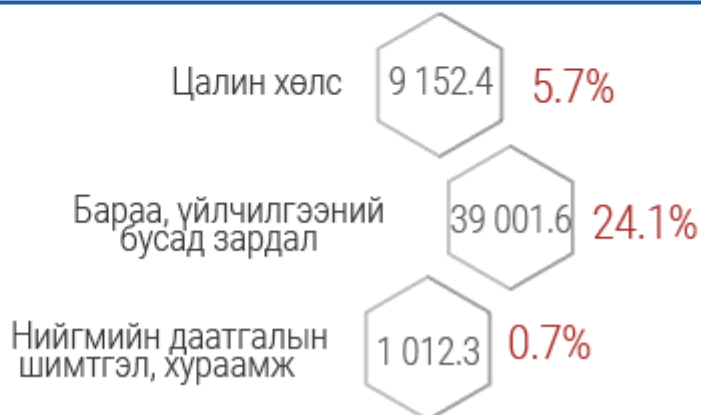 Цалин хөлс 9 152.4 5.7%
Бараа, үйлчилгээний
бусад зардал
39 001.6 24.1%
Нийгмийн даатгалын
шимтгэл, хураамж
1 012.3 0.7%